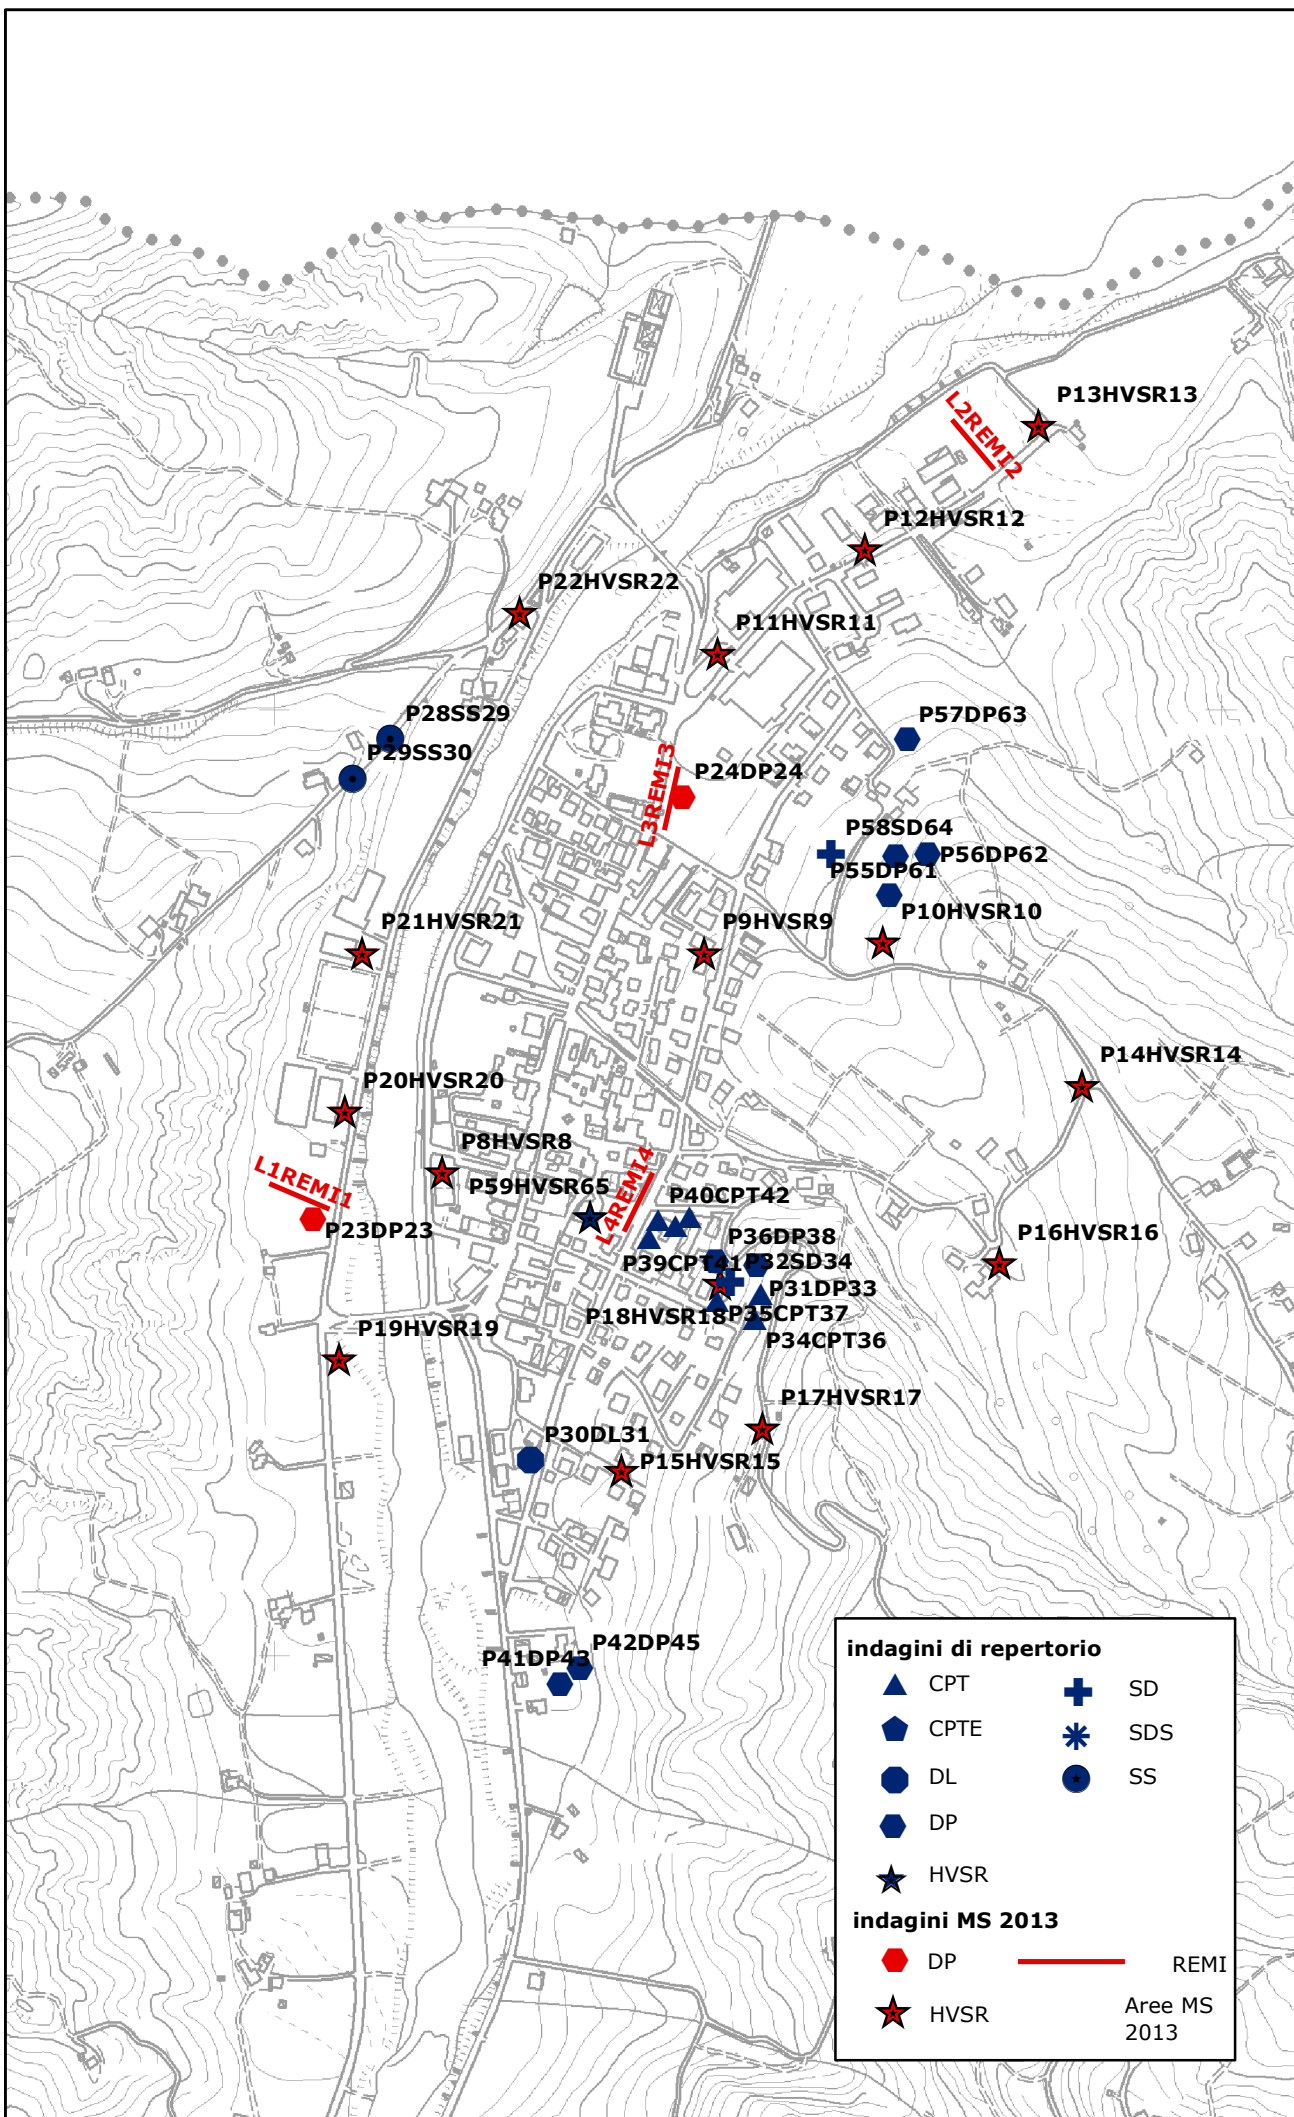 P13HVSR13
L2REMI2
P12HVSR12
P22HVSR22
P11HVSR11
P28SS29
P57DP63
P29SS30
L3REMI3
P24DP24
P58SD64
P56DP62
P55DP61
P21HVSR21
P9HVSR9
P10HVSR10
P14HVSR14
P20HVSR20
P8HVSR8
L1REMI1
P59HVSR65
L4REMI4
P40CPT42
P23DP23
P36DP38
P16HVSR16
P39CPT41
P32SD34
P31DP33
P18HVSR18
P35CPT37
P19HVSR19
P34CPT36
P17HVSR17
P30DL31
P15HVSR15
P42DP45
P41DP43
indagini di repertorio
CPT
SD
CPTE
SDS
DL
SS
DP
HVSR
indagini MS 2013
DP
REMI
HVSR
Aree MS
2013